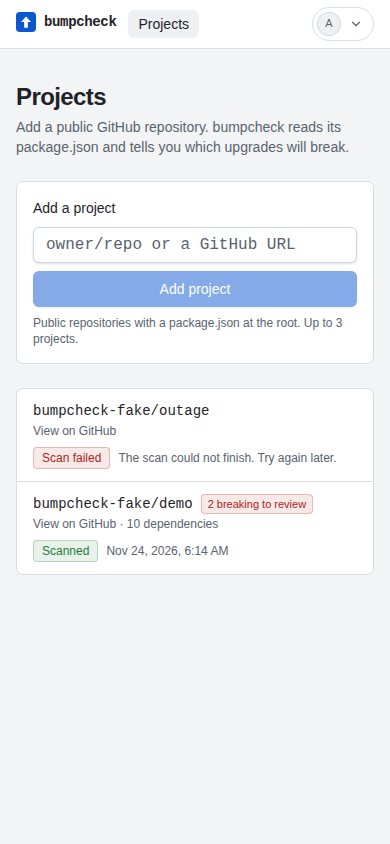 bumpcheck Projects A
Projects
Add a public GitHub repository. bumpcheck reads its
package.json and tells you which upgrades will break.
Add a project
owner/repo or a GitHub URL
Add project
Public repositories with a package.json at the root. Up to 3
projects.
bumpcheck-fake/outage
View on GitHub
Scan failed The scan could not finish. Try again later.
bumpcheck-fake/demo 2 breaking to review
View on GitHub · 10 dependencies
Scanned Nov 24, 2026, 6:14 AM